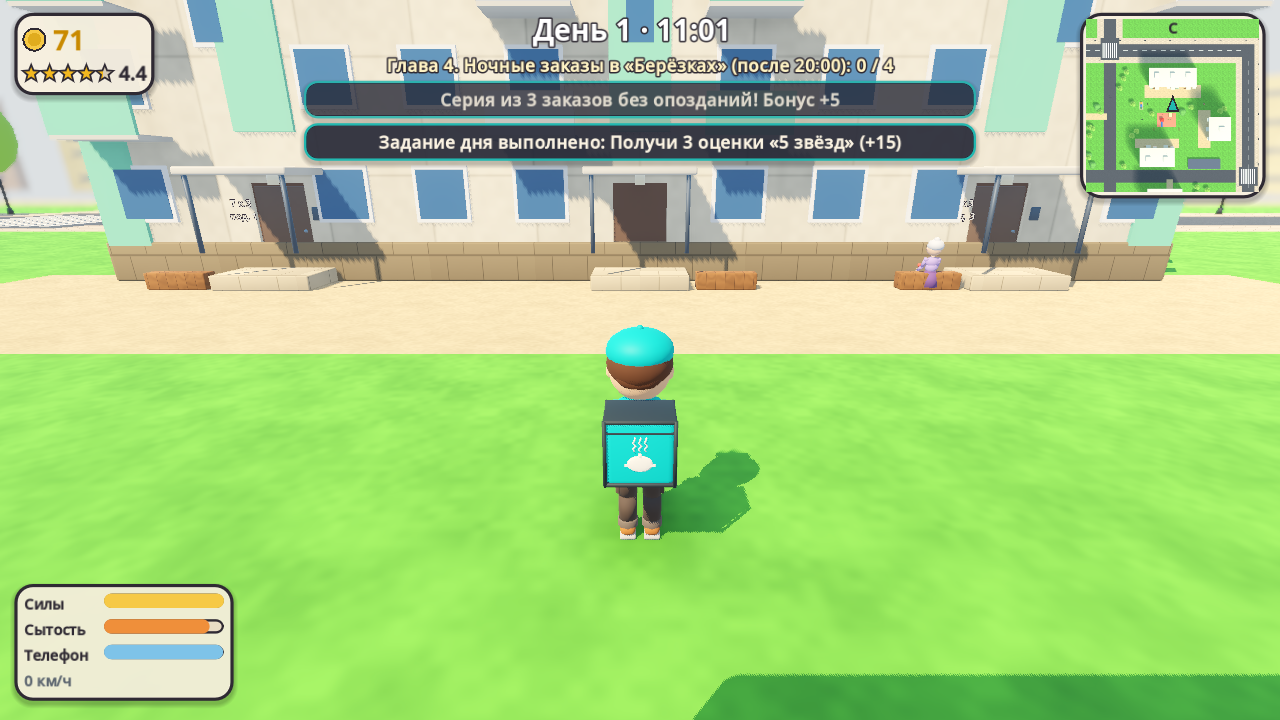 71
4.4
День 1 · 11:01
Глава 4. Ночные заказы в «Берёзках» (после 20:00): 0 / 4
Серия из 3 заказов без опозданий! Бонус +5
Задание дня выполнено: Получи 3 оценки «5 звёзд» (+15)
С
Силы
Сытость
Телефон
0 км/ч